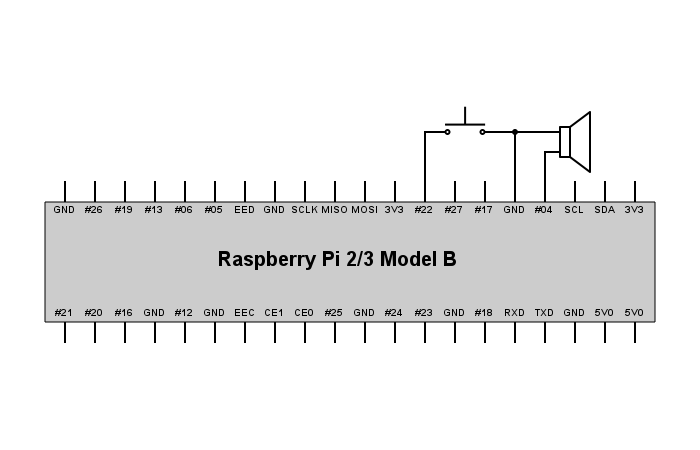 GND #26 #19 #13 #06 #05 EED GND SCLK MISO MOSI 3V3 #22 #27 #17 GND #04 SCL SDA 3V3
Raspberry Pi 2/3 Model B
#21 #20 #16 GND #12 GND EEC CE1 CE0 #25 GND #24 #23 GND #18 RXD TXD GND 5V0 5V0